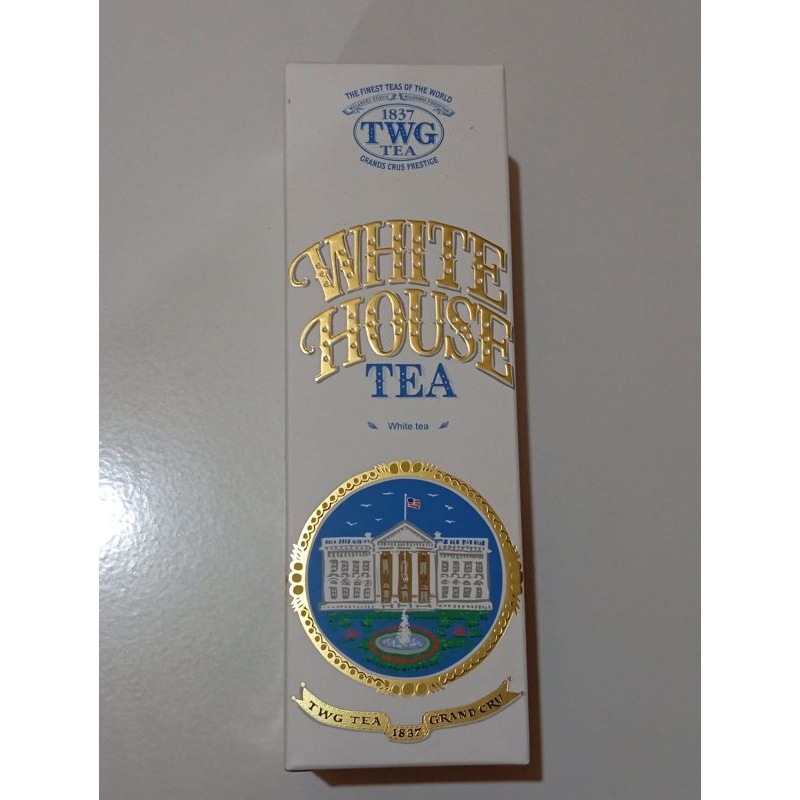 THE FINEST TEAS OF THE WORLD
1837
TWG
TEA
GRANDS CRUS PRESTIGE
WHITE
HOUSE
TEA
White tea
TWG TEA 1837 GRAND CRU